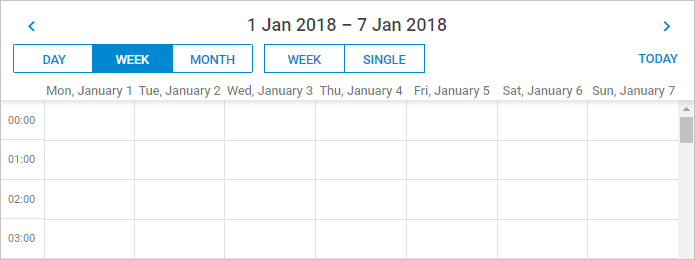 1 Jan 2018 – 7 Jan 2018
DAY WEEK MONTH WEEK SINGLE TODAY
Mon, January 1 Tue, January 2 Wed, January 3 Thu, January 4 Fri, January 5 Sat, January 6 Sun, January 7
00:00
01:00
02:00
03:00